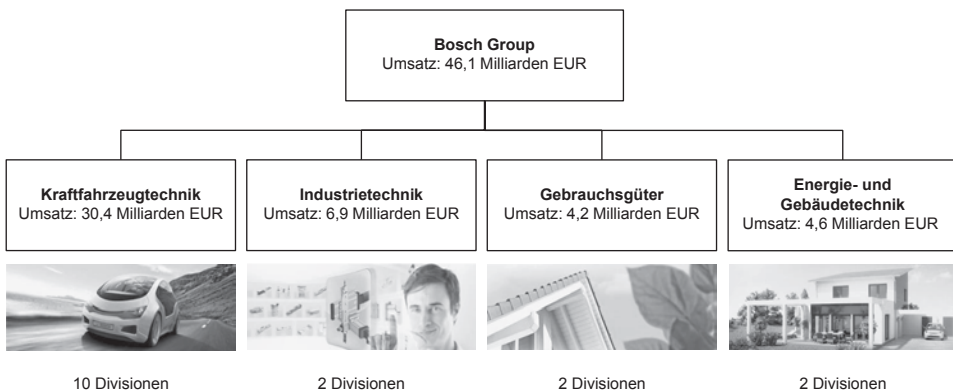 Bosch Group
Umsatz: 46,1 Milliarden EUR
Kraftfahrzeugtechnik
Umsatz: 30,4 Milliarden EUR
Industrietechnik
Umsatz: 6,9 Milliarden EUR
Gebrauchsgüter
Umsatz: 4,2 Milliarden EUR
Energie- und
Gebäudetechnik
Umsatz: 4,6 Milliarden EUR
10 Divisionen
2 Divisionen
2 Divisionen
2 Divisionen